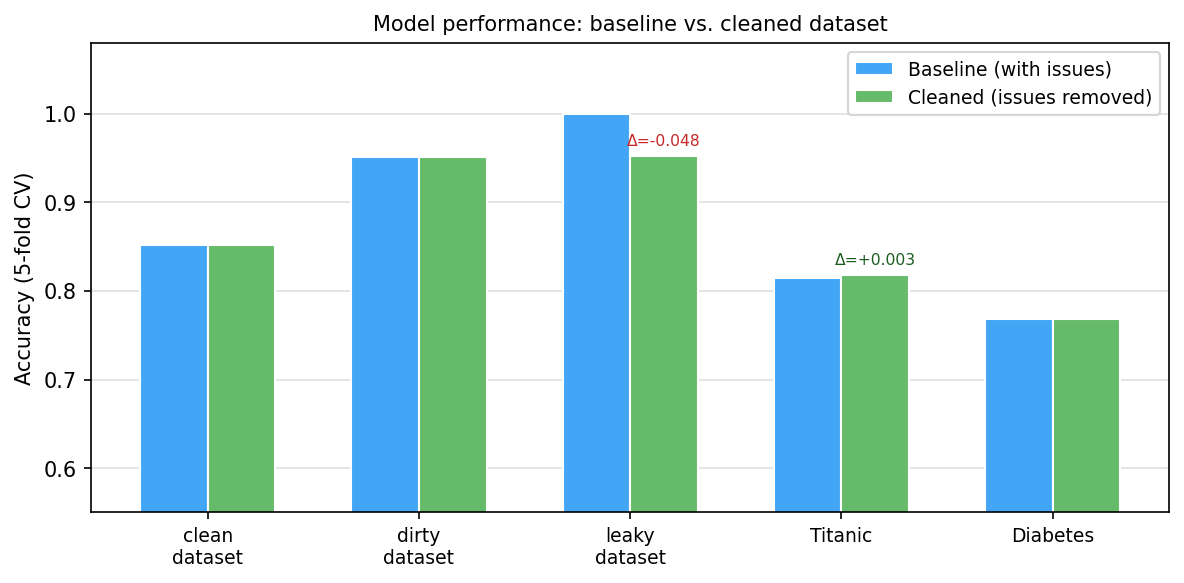 Model performance: baseline vs. cleaned dataset
Baseline (with issues)
Cleaned (issues removed)
Accuracy (5-fold CV)
1.0
0.9
0.8
0.7
0.6
Δ=-0.048
Δ=+0.003
clean
dataset
dirty
dataset
leaky
dataset
Titanic
Diabetes